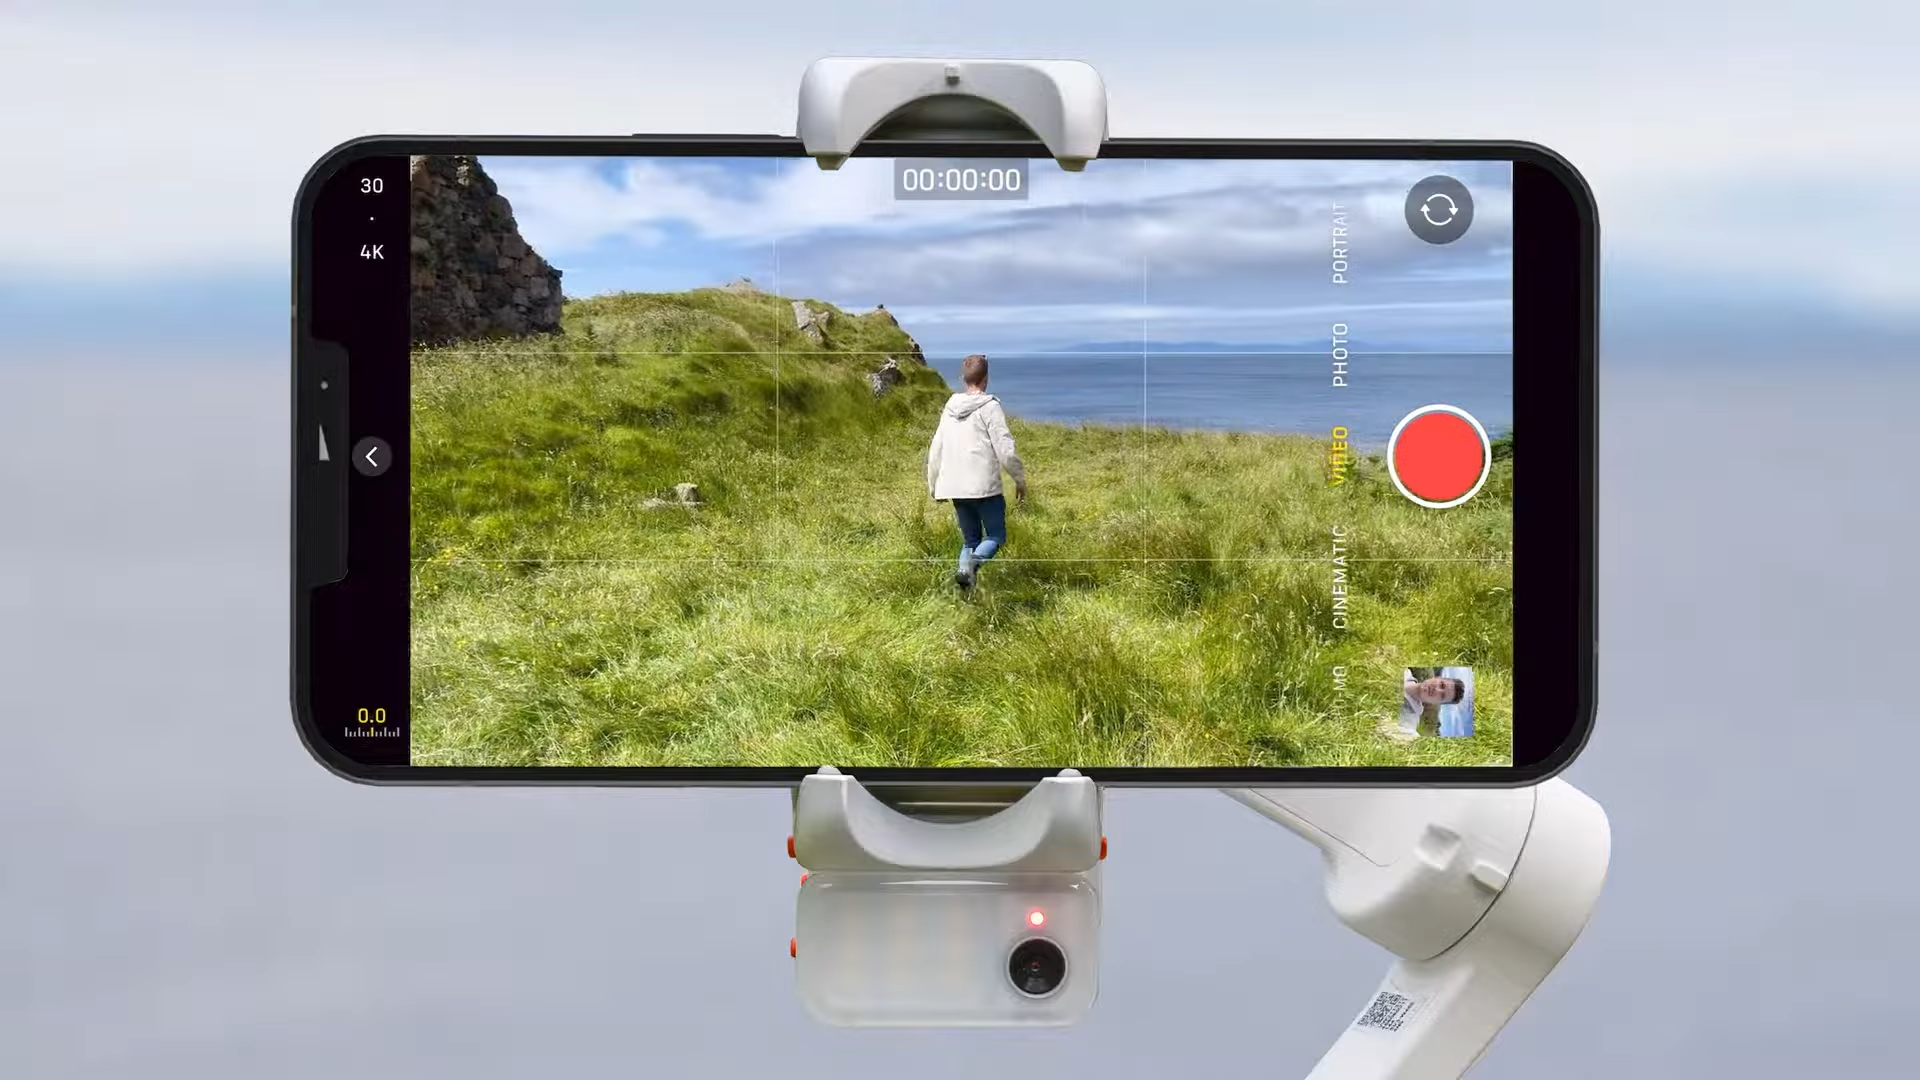 30
·
4K
00:00:00
PORTRAIT
PHOTO
VIDEO
CINEMATIC
0.0